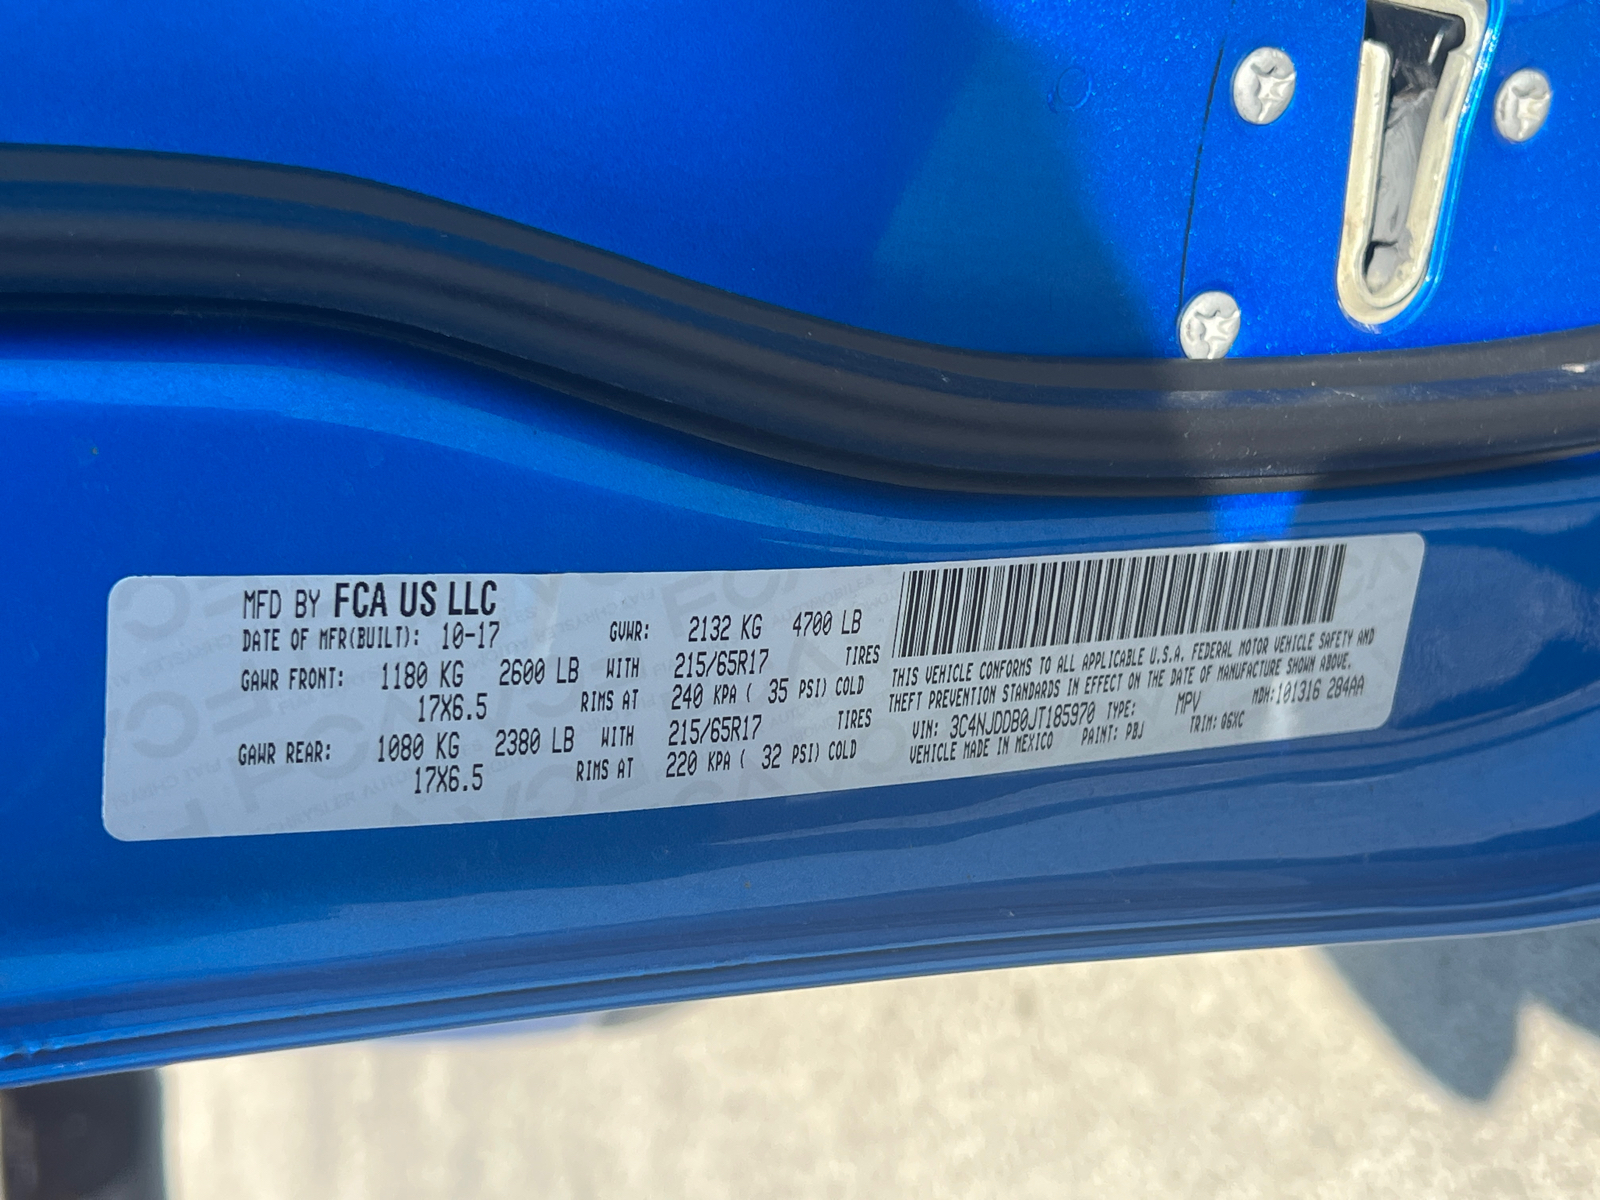 MFD BY FCA US LLC
DATE OF MFR(BUILT): 10-17 GVWR: 2132 KG 4700 LB
GAWR FRONT: 1180 KG 2600 LB WITH 215/65R17 TIRES
17X6.5 RIMS AT 240 KPA ( 35 PSI) COLD
GAWR REAR: 1080 KG 2380 LB WITH 215/65R17 TIRES
17X6.5 RIMS AT 220 KPA ( 32 PSI) COLD
THIS VEHICLE CONFORMS TO ALL APPLICABLE U.S.A. FEDERAL MOTOR VEHICLE SAFETY AND
THEFT PREVENTION STANDARDS IN EFFECT ON THE DATE OF MANUFACTURE SHOWN ABOVE.
VIN: 3C4NJDDB0JT185970 TYPE: MPV MDH:101316 284AA
VEHICLE MADE IN MEXICO PAINT: PBJ TRIM: Q6XC